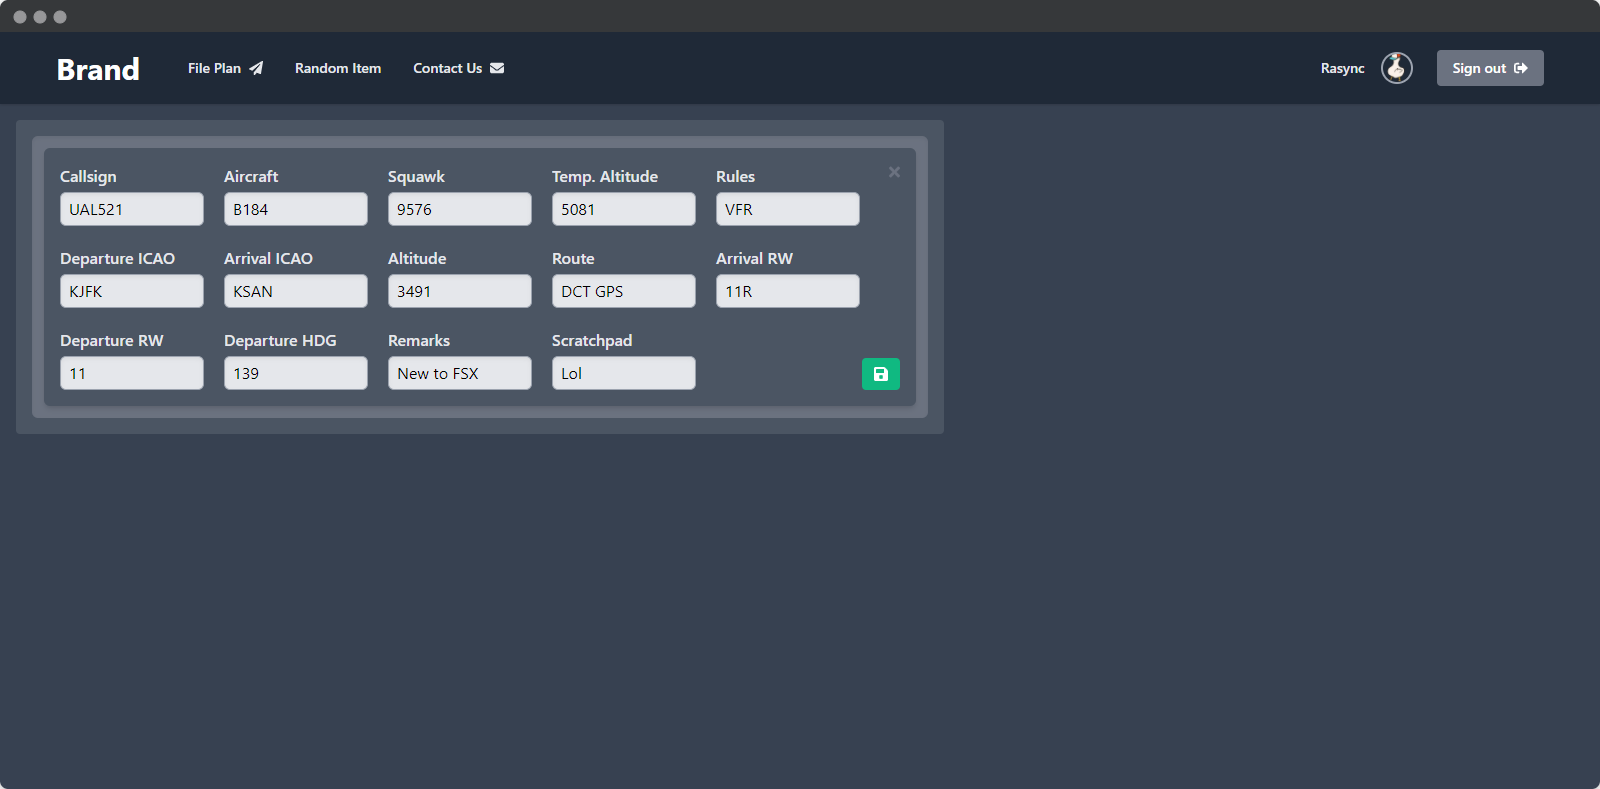 Brand File Plan Random Item Contact Us Rasync Sign out
Callsign Aircraft Squawk Temp. Altitude Rules
UAL521 B184 9576 5081 VFR
Departure ICAO Arrival ICAO Altitude Route Arrival RW
KJFK KSAN 3491 DCT GPS 11R
Departure RW Departure HDG Remarks Scratchpad
11 139 New to FSX Lol